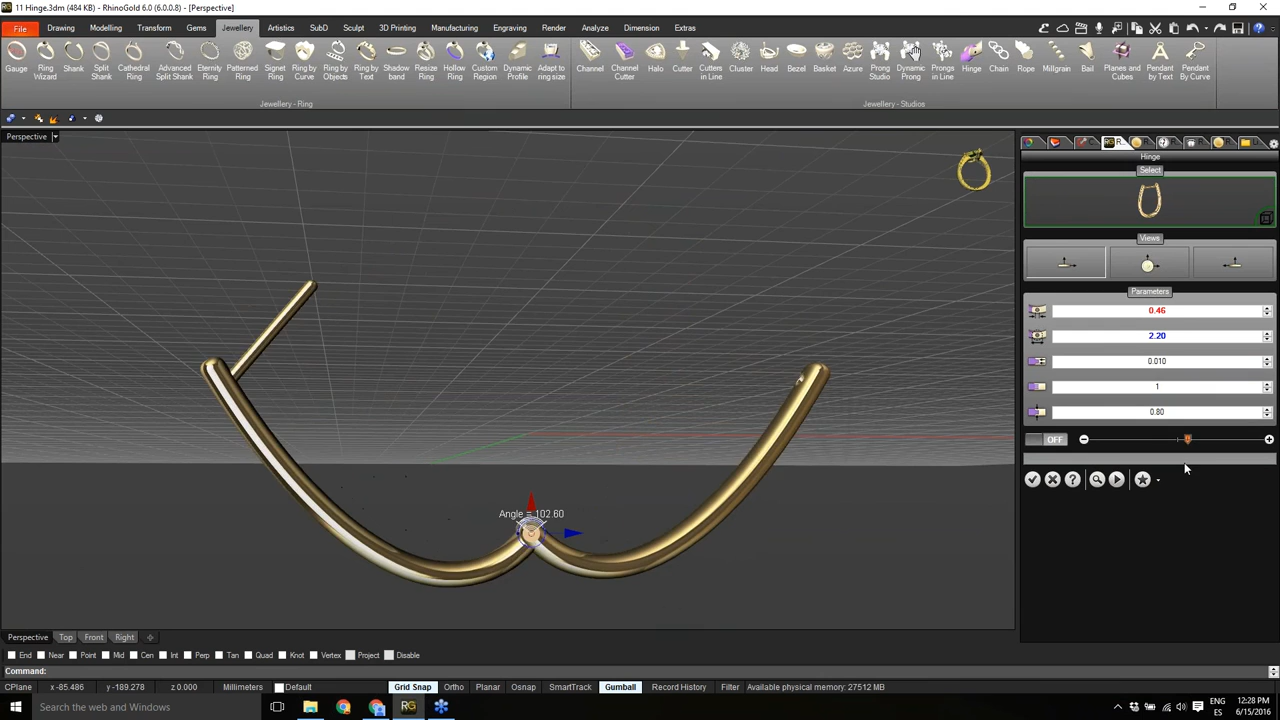 11 Hinge.3dm (484 KB) - RhinoGold 6.0 (6.0.0.8) - [Perspective]
File Drawing Modelling Transform Gems Jewellery Artistics SubD Sculpt 3D Printing Manufacturing Engraving Render Analyze Dimension Extras
Gauge Ring Wizard Shank Split Shank Cathedral Ring Advanced Split Shank Eternity Ring Patterned Ring Signet Ring Ring by Curve Ring by Objects Ring by Text Shadow band Resize Ring Hollow Ring Custom Region Dynamic Profile Adapt to ring size Channel Channel Cutter Halo Cutter Cutters in Line Cluster Head Bezel Basket Azure Prong Studio Dynamic Prong Prongs in Line Hinge Chain Rope Millgrain Bail Planes and Cubes Pendant by Text Pendant By Curve
Jewellery - Ring Jewellery - Studios
Perspective
Hinge
Select
Views
Parameters
0.46
2.20
0.010
1
0.80
OFF
Angle = 102.60
Perspective Top Front Right
End Near Point Mid Cen Int Perp Tan Quad Knot Vertex Project Disable
Command:
CPlane x -85.486 y -189.278 z 0.000 Millimeters Default Grid Snap Ortho Planar Osnap SmartTrack Gumball Record History Filter Available physical memory: 27512 MB
Search the web and Windows
RG
ENG
ES
12:28 PM
6/15/2016